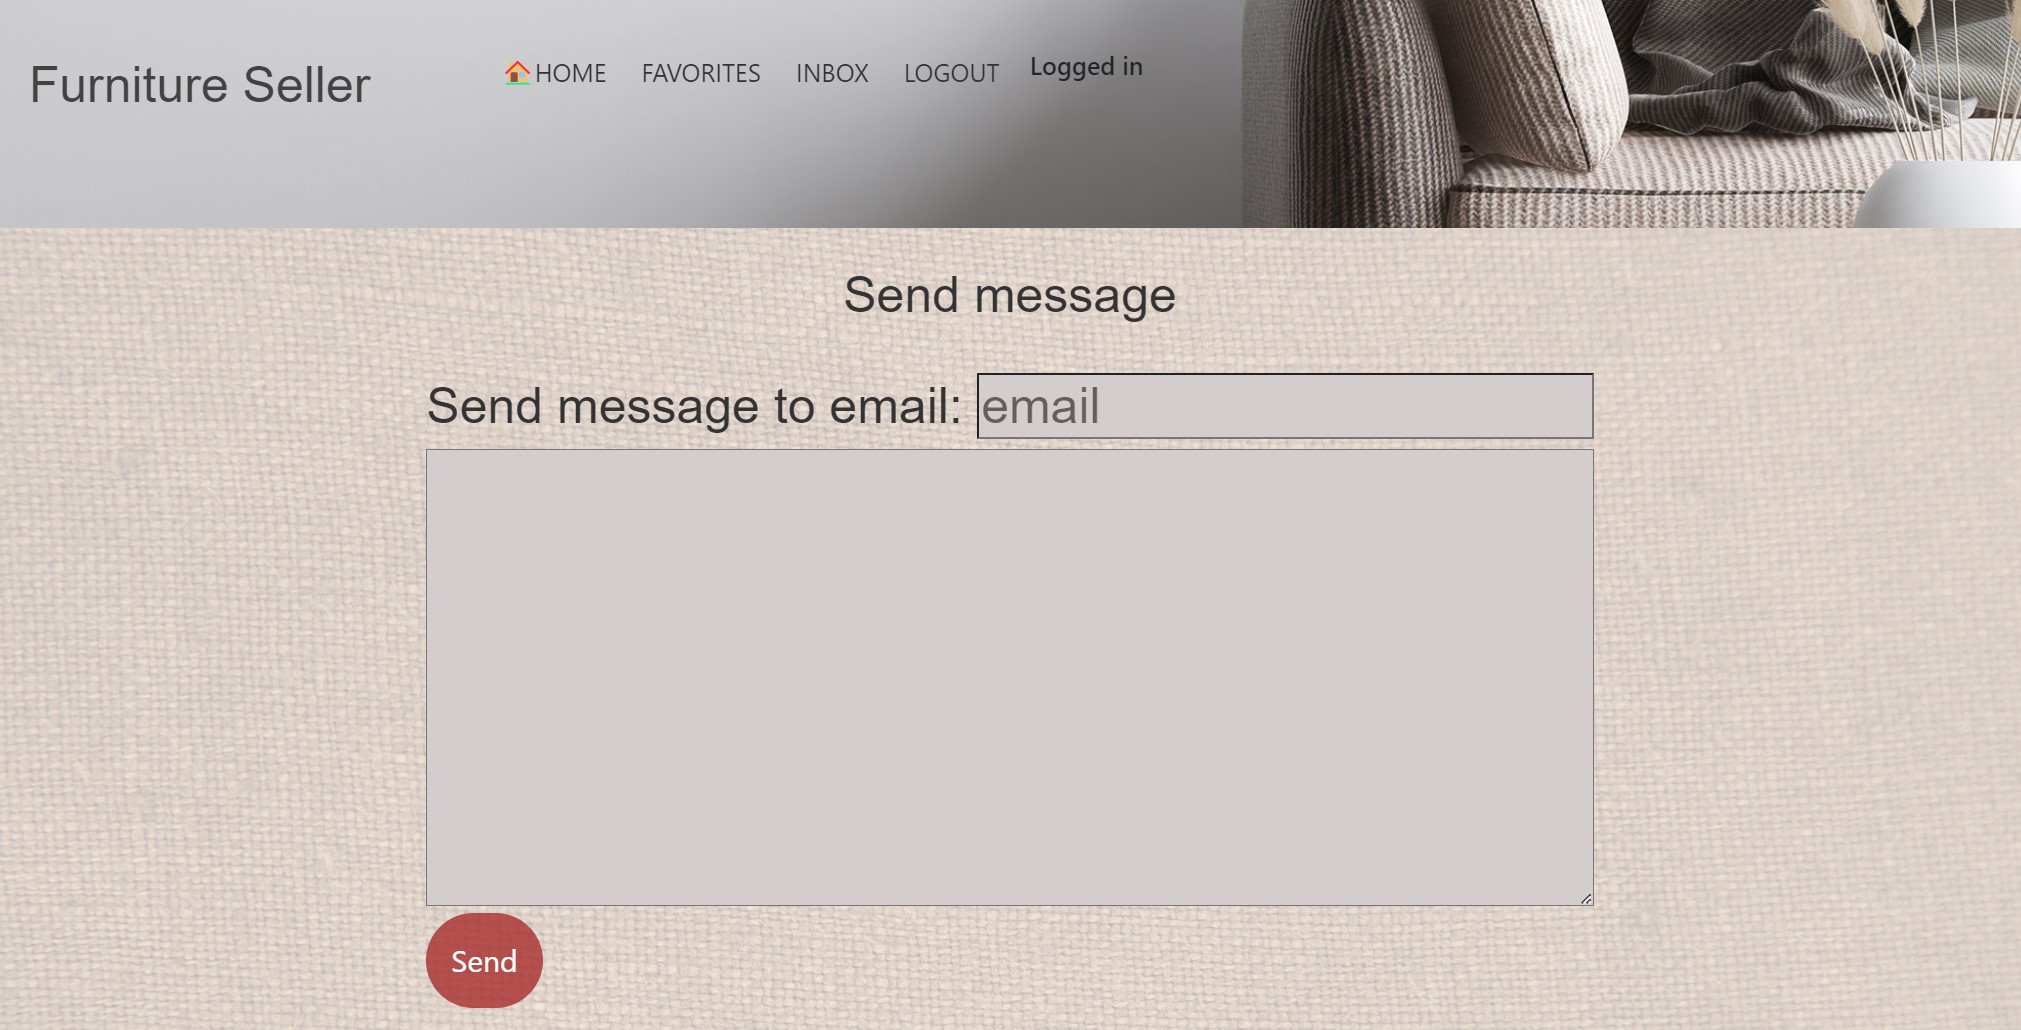 Furniture Seller
🏠HOME FAVORITES INBOX LOGOUT Logged in
Send message
Send message to email: email
Send